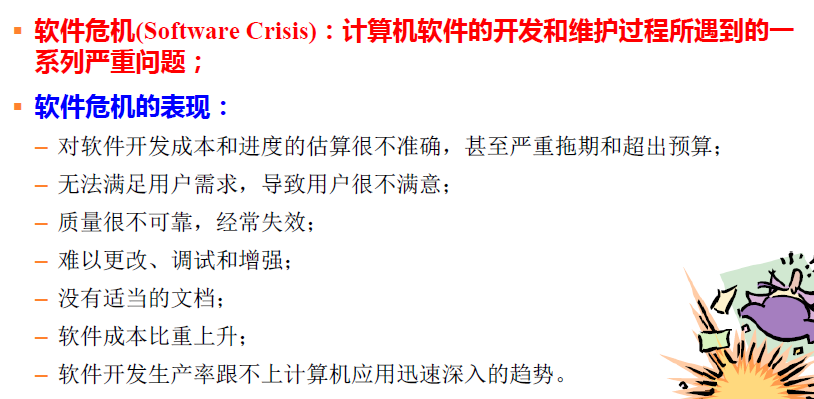 软件危机(Software Crisis)：计算机软件的开发和维护过程所遇到的一
系列严重问题；
软件危机的表现：
– 对软件开发成本和进度的估算很不准确，甚至严重拖期和超出预算；
– 无法满足用户需求，导致用户很不满意；
– 质量很不可靠，经常失效；
– 难以更改、调试和增强；
– 没有适当的文档；
– 软件成本比重上升；
– 软件开发生产率跟不上计算机应用迅速深入的趋势。